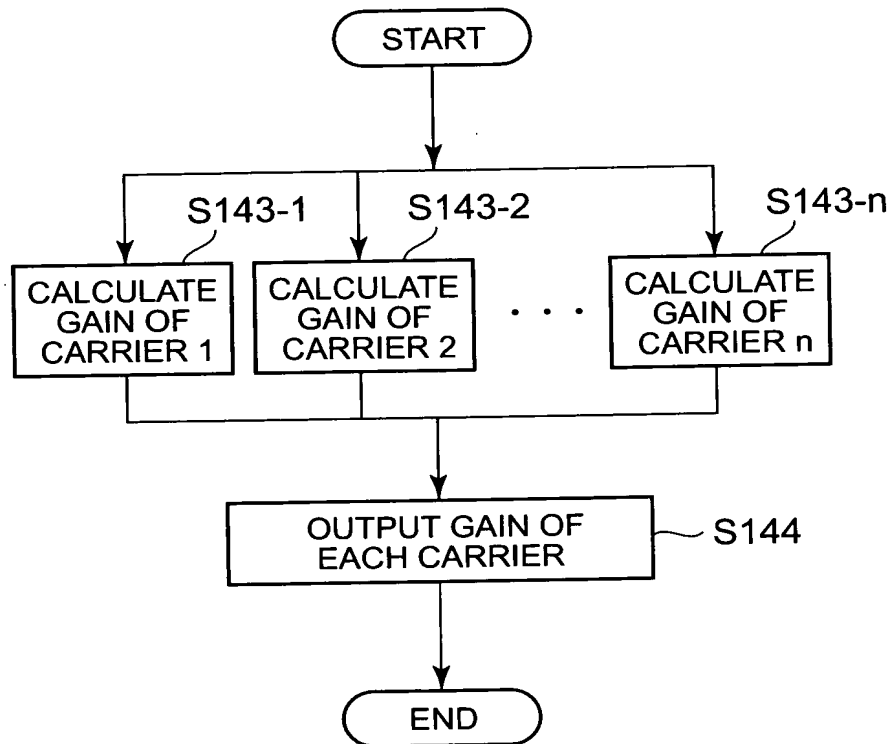 START
S143-1
S143-2
S143-n
CALCULATE
GAIN OF
CARRIER 1
CALCULATE
GAIN OF
CARRIER 2
. . .
CALCULATE
GAIN OF
CARRIER n
OUTPUT GAIN OF
EACH CARRIER
S144
END